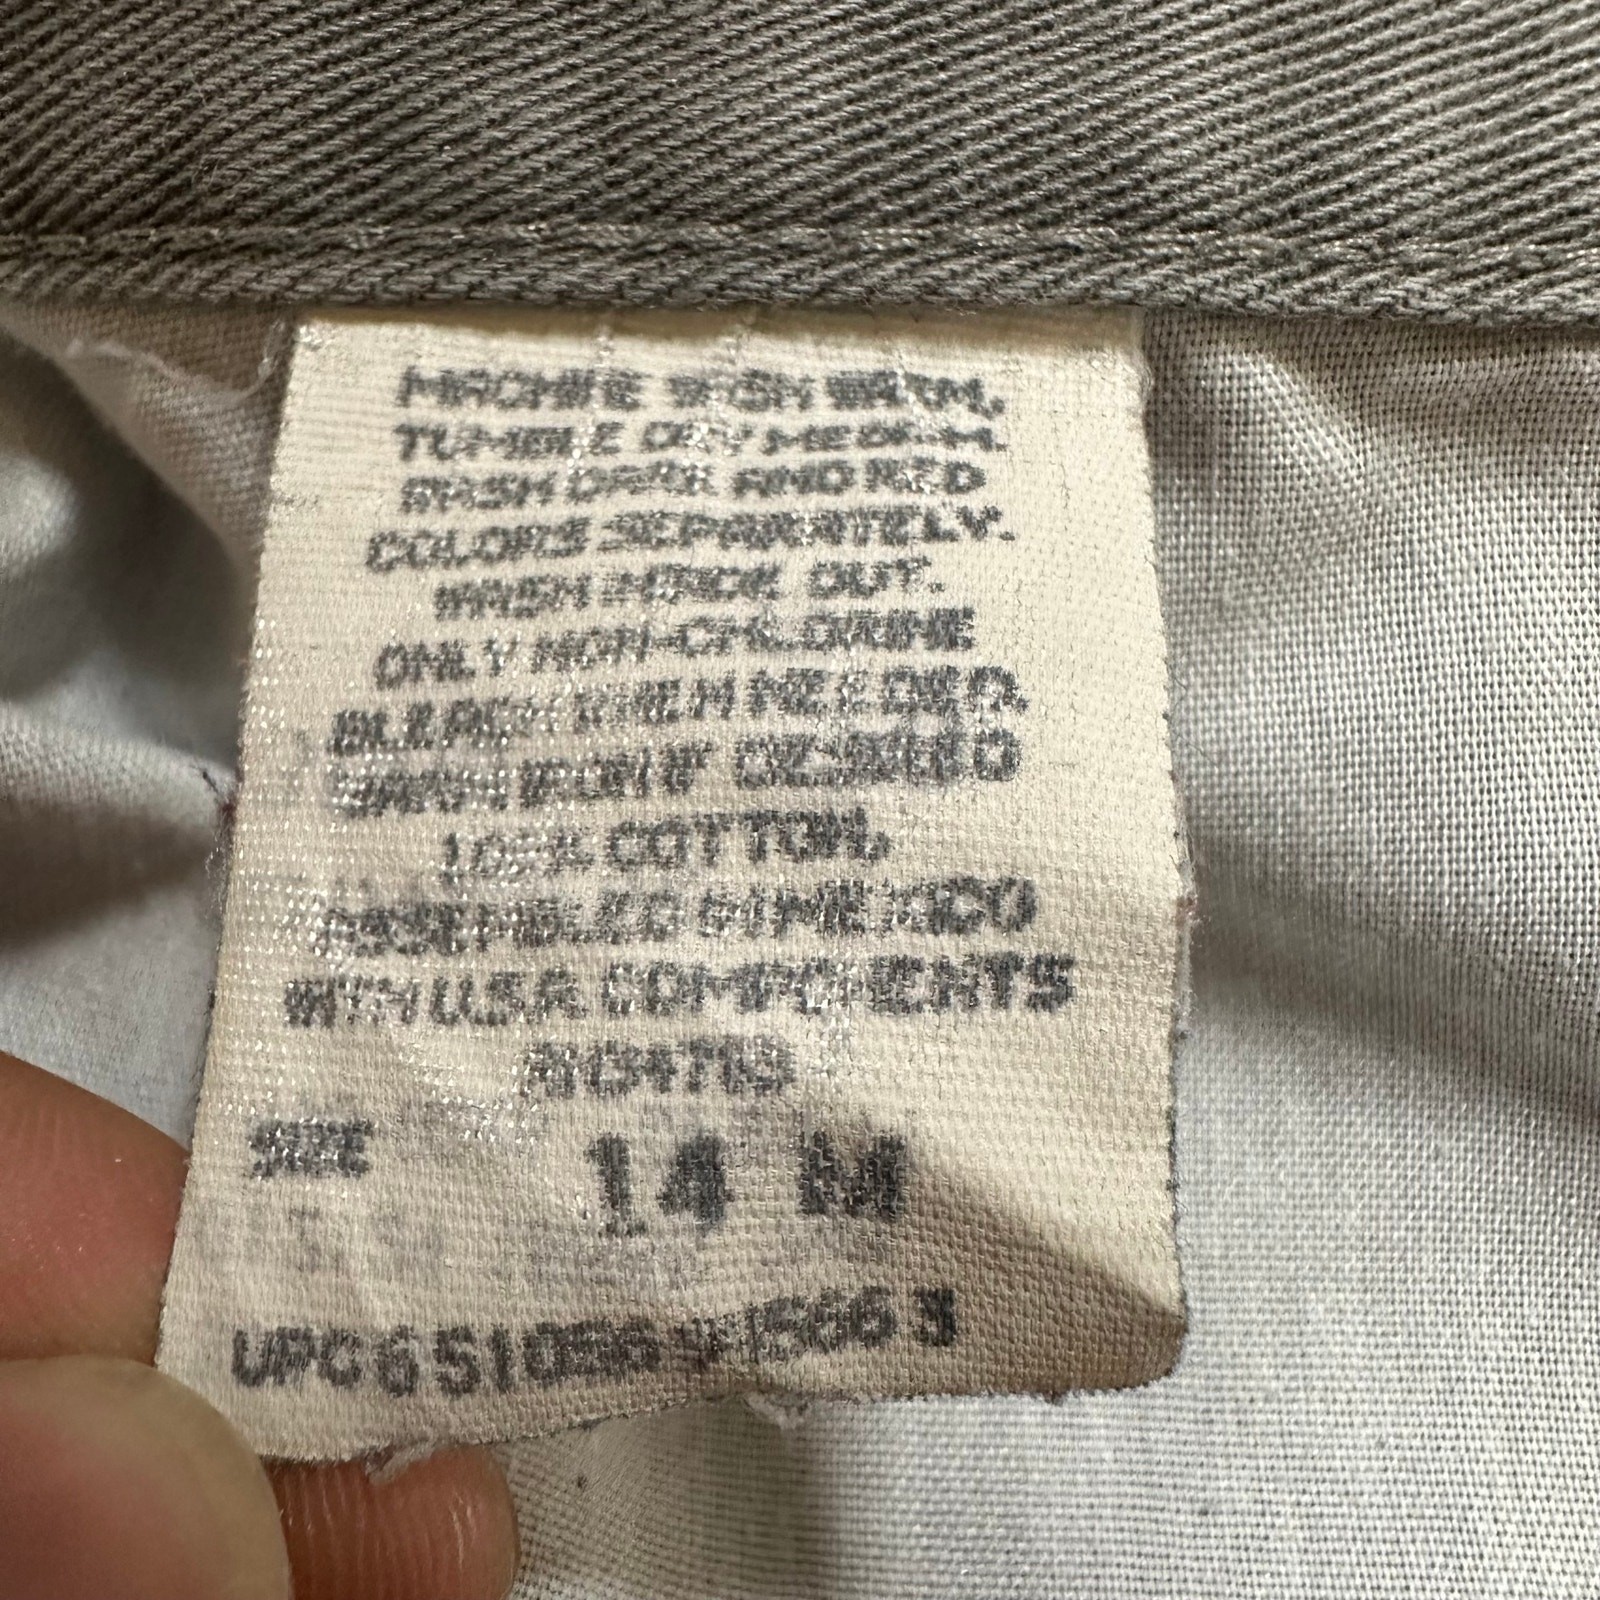 MACHINE WASH WARM,
TUMBLE DRY MEDIUM.
WASH DARK AND RED
COLORS SEPARATELY.
WASH INSIDE OUT.
ONLY NON-CHLORINE
BLEACH WHEN NEEDED.
WARM IRON IF DESIRED
100% COTTON,
ASSEMBLED IN MEXICO
WITH U.S.A. COMPONENTS
SIZE 14 M
UPC